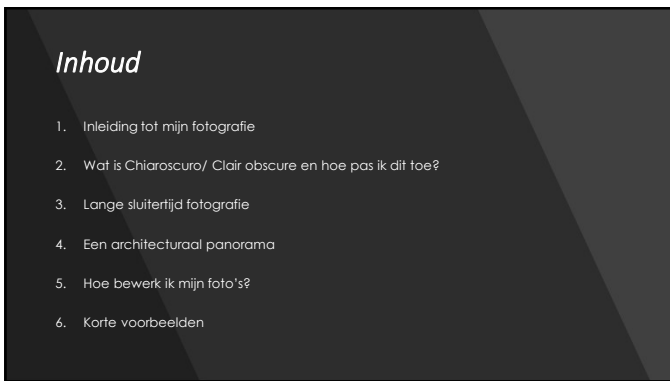 Inhoud
1. Inleiding tot mijn fotografie
2. Wat is Chiaroscuro/ Clair obscure en hoe pas ik dit toe?
3. Lange sluitertijd fotografie
4. Een architecturaal panorama
5. Hoe bewerk ik mijn foto's?
6. Korte voorbeelden